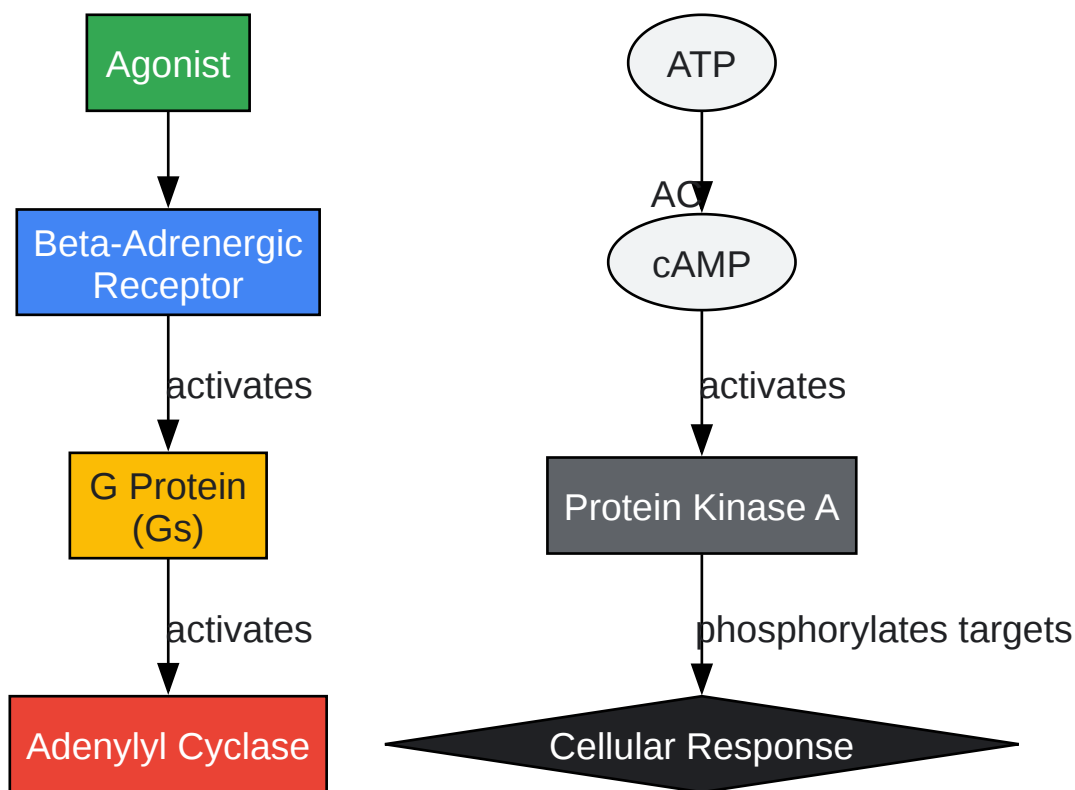 Agonist
Beta-Adrenergic
Receptor
activates
G Protein
(Gs)
activates
Adenylyl Cyclase
ATP
AC
cAMP
activates
Protein Kinase A
phosphorylates targets
Cellular Response